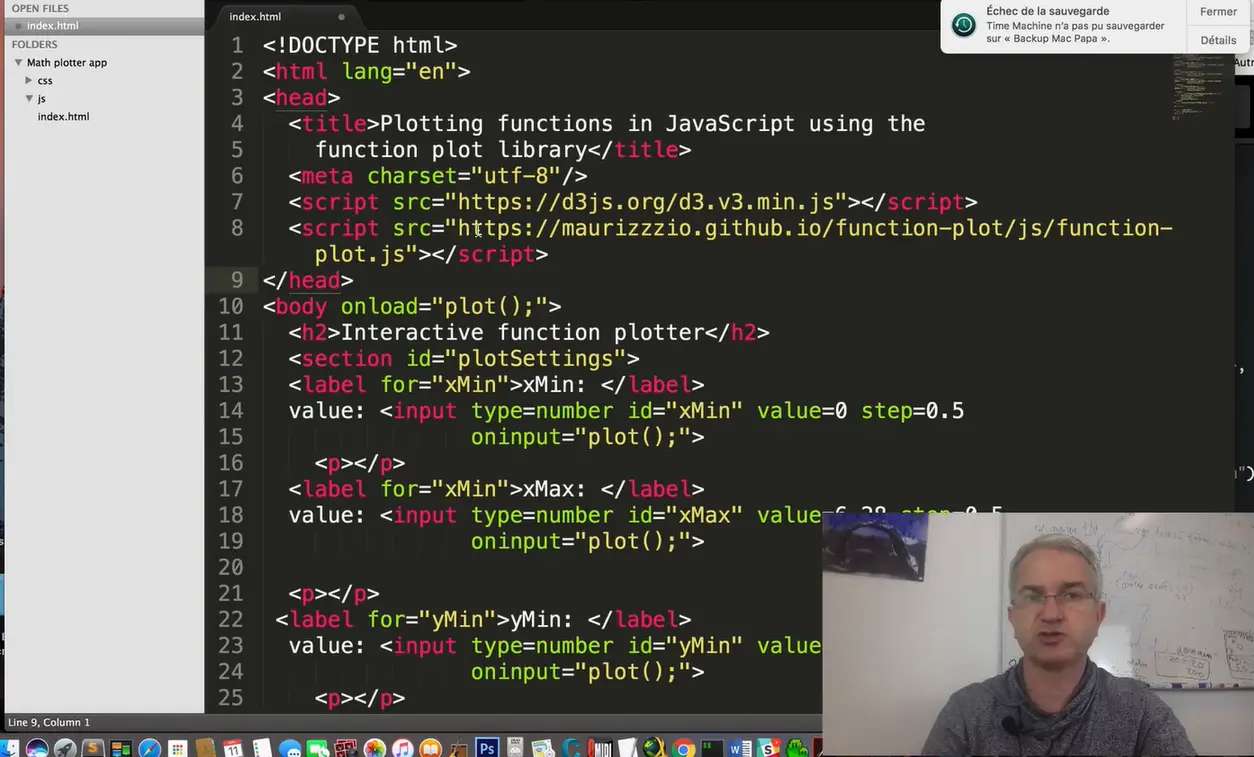 OPEN FILES
index.html
FOLDERS
Math plotter app
css
js
index.html
index.html
Échec de la sauvegarde
Time Machine n'a pas pu sauvegarder
sur « Backup Mac Papa ».
Fermer
Détails
1 <!DOCTYPE html>
2 <html lang="en">
3 <head>
4 <title>Plotting functions in JavaScript using the
5 function plot library</title>
6 <meta charset="utf-8"/>
7 <script src="https://d3js.org/d3.v3.min.js"></script>
8 <script src="https://maurizzzio.github.io/function-plot/js/function-
plot.js"></script>
9 </head>
10 <body onload="plot();">
11 <h2>Interactive function plotter</h2>
12 <section id="plotSettings">
13 <label for="xMin">xMin: </label>
14 value: <input type=number id="xMin" value=0 step=0.5
15 oninput="plot();">
16 <p></p>
17 <label for="xMin">xMax: </label>
18 value: <input type=number id="xMax" value=6.28 step=0.5
19 oninput="plot();">
20
21 <p></p>
22 <label for="yMin">yMin: </label>
23 value: <input type=number id="yMin" value
24 oninput="plot();">
25 <p></p>
Line 9, Column 1